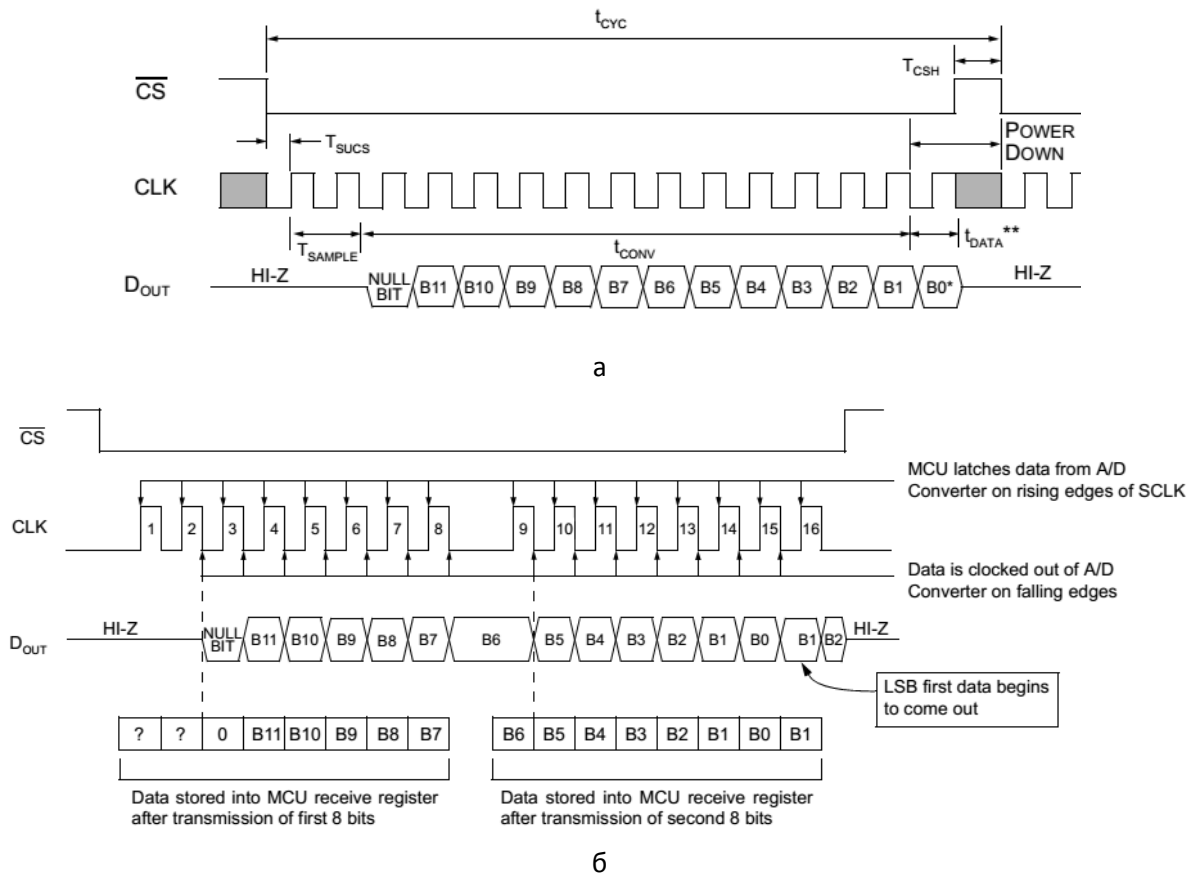 tCYC
TCSH
CS
TSUCS
POWER
DOWN
CLK
TSAMPLE
tCONV
tDATA**
DOUT
HI-Z
NULL
BIT
B11 B10 B9 B8 B7 B6 B5 B4 B3 B2 B1 B0*
HI-Z
а
CS
MCU latches data from A/D
Converter on rising edges of SCLK
CLK
1 2 3 4 5 6 7 8 9 10 11 12 13 14 15 16
Data is clocked out of A/D
Converter on falling edges
DOUT
HI-Z
NULL
BIT
B11 B10 B9 B8 B7 B6 B5 B4 B3 B2 B1 B0 B1 B2
HI-Z
LSB first data begins
to come out
? ? 0 B11 B10 B9 B8 B7
B6 B5 B4 B3 B2 B1 B0 B1
Data stored into MCU receive register
after transmission of first 8 bits
Data stored into MCU receive register
after transmission of second 8 bits
б